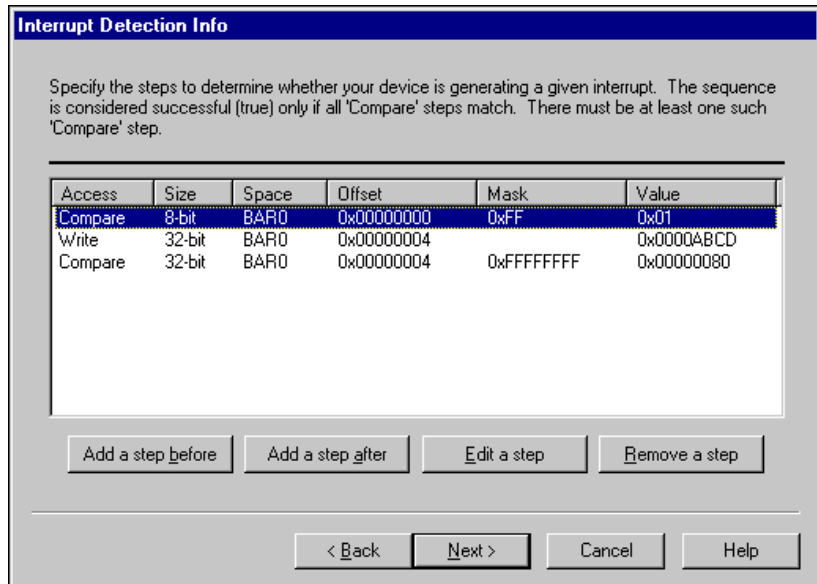 Interrupt Detection Info
Specify the steps to determine whether your device is generating a given interrupt. The sequence
is considered successful (true) only if all 'Compare' steps match. There must be at least one such
'Compare' step.
Access Size Space Offset Mask Value
Compare 8-bit BAR0 0x00000000 0xFF 0x01
Write 32-bit BAR0 0x00000004 0x0000ABCD
Compare 32-bit BAR0 0x00000004 0xFFFFFFFF 0x00000080
Add a step before Add a step after Edit a step Remove a step
< Back Next > Cancel Help